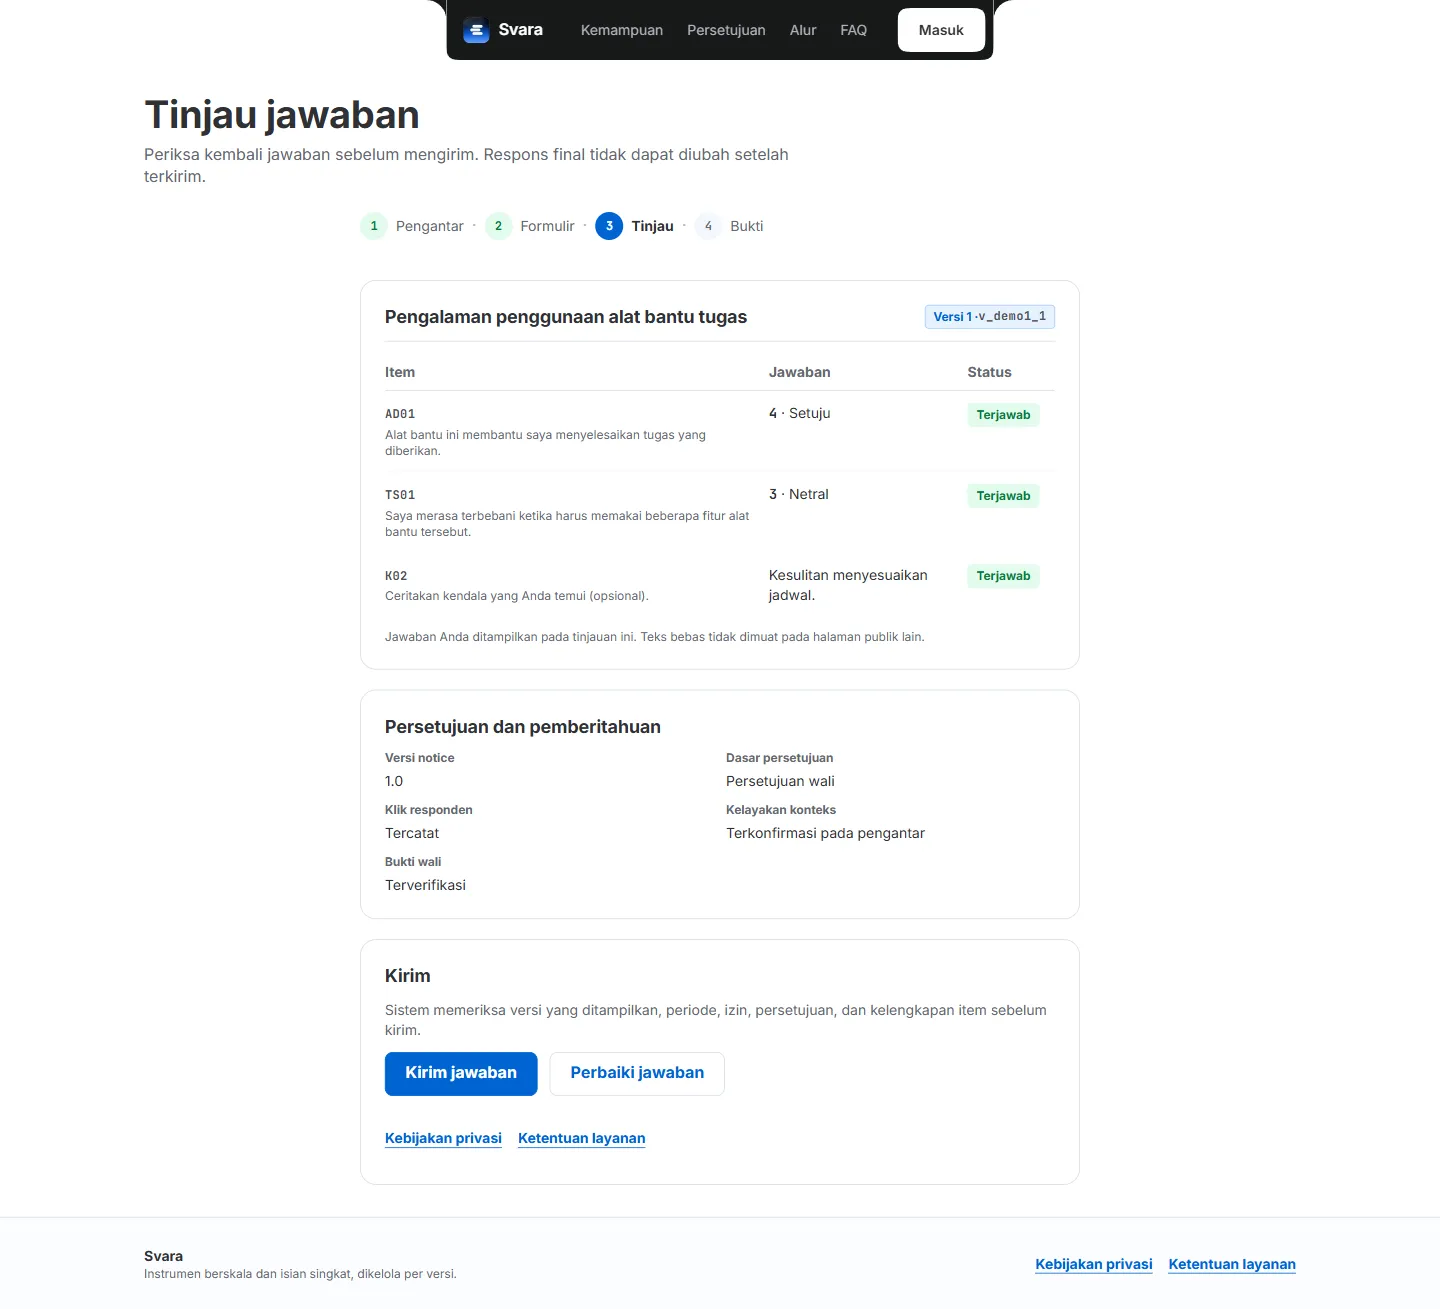 Svara
Kemampuan
Persetujuan
Alur
FAQ
Masuk
Tinjau jawaban
Periksa kembali jawaban sebelum mengirim. Respons final tidak dapat diubah setelah
terkirim.
1 Pengantar · 2 Formulir · 3 Tinjau · 4 Bukti
Pengalaman penggunaan alat bantu tugas
Versi 1 · v_demo1_1
Item Jawaban Status
AD01 4 · Setuju Terjawab
Alat bantu ini membantu saya menyelesaikan tugas yang
diberikan.
TS01 3 · Netral Terjawab
Saya merasa terbebani ketika harus memakai beberapa fitur alat
bantu tersebut.
K02
Ceritakan kendala yang Anda temui (opsional).
Kesulitan menyesuaikan
jadwal.
Terjawab
Jawaban Anda ditampilkan pada tinjauan ini. Teks bebas tidak dimuat pada halaman publik lain.
Persetujuan dan pemberitahuan
Versi notice
1.0
Dasar persetujuan
Persetujuan wali
Klik responden
Tercatat
Kelayakan konteks
Terkonfirmasi pada pengantar
Bukti wali
Terverifikasi
Kirim
Sistem memeriksa versi yang ditampilkan, periode, izin, persetujuan, dan kelengkapan item sebelum
kirim.
Kirim jawaban
Perbaiki jawaban
Kebijakan privasi
Ketentuan layanan
Svara
Instrumen berskala dan isian singkat, dikelola per versi.
Kebijakan privasi
Ketentuan layanan